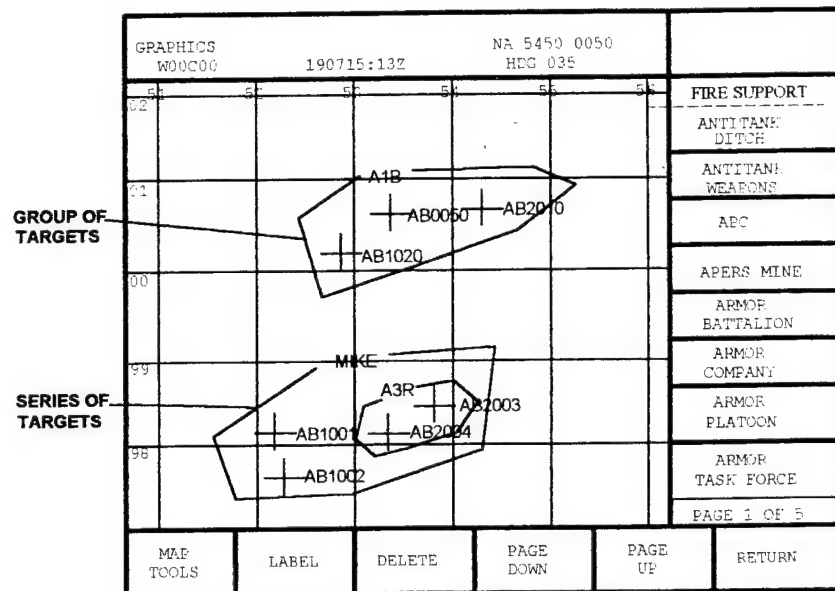 GRAPHICS
NA 5450 0050
W00C00
190715:13Z
HDG 035
51
52
53
54
55
56
02
01
00
99
98
A1B
AB0050
AB2010
AB1020
GROUP OF
TARGETS
MIKE
A3R
AB2003
AB1001
AB2004
AB1002
SERIES OF
TARGETS
FIRE SUPPORT
ANTITANK
DITCH
ANTITANK
WEAPONS
APC
APERS MINE
ARMOR
BATTALION
ARMOR
COMPANY
ARMOR
PLATOON
ARMOR
TASK FORCE
PAGE 1 OF 5
MAP
TOOLS
LABEL
DELETE
PAGE
DOWN
PAGE
UP
RETURN